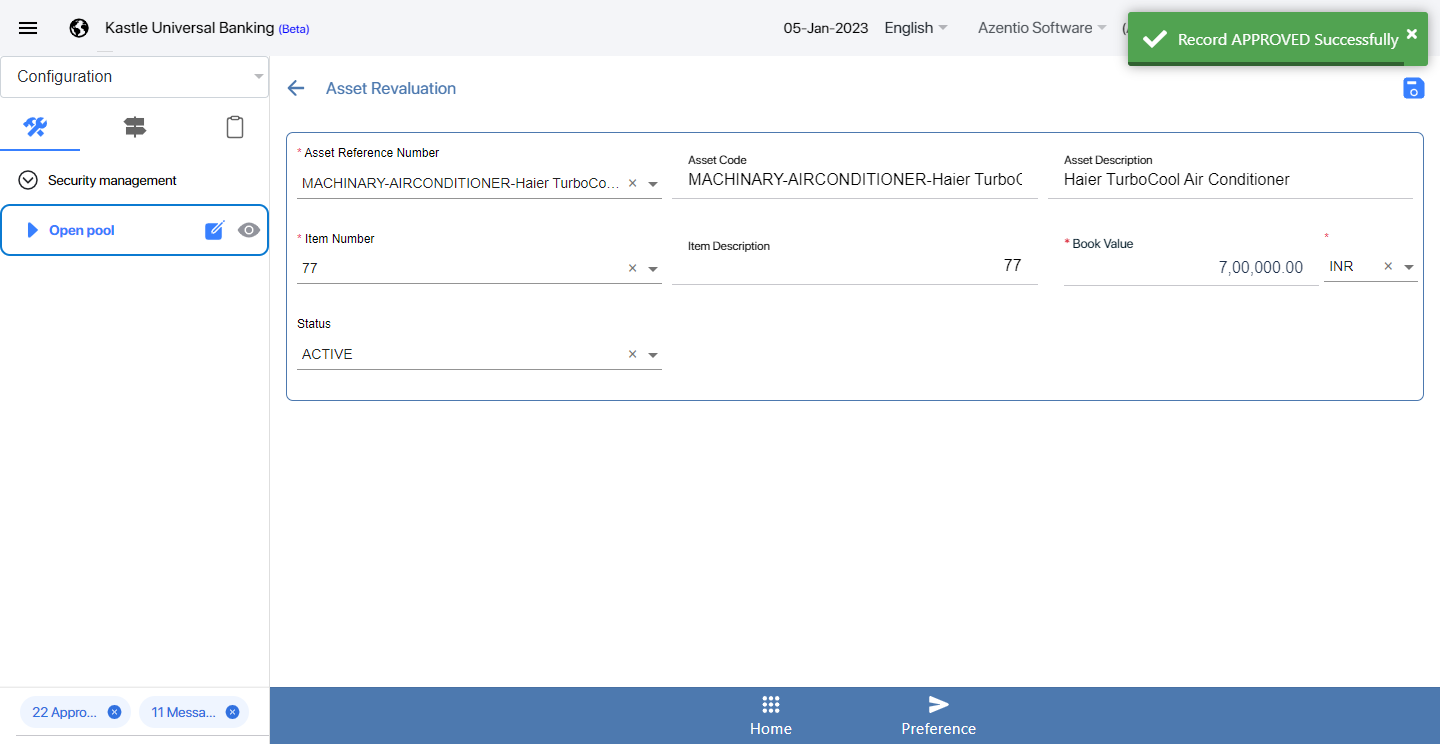 Kastle Universal Banking (Beta)
05-Jan-2023
English
Azentio Software
Record APPROVED Successfully
Configuration
Asset Revaluation
Security management
Open pool
* Asset Reference Number
MACHINARY-AIRCONDITIONER-Haier TurboCo...
Asset Code
MACHINARY-AIRCONDITIONER-Haier TurboC
Asset Description
Haier TurboCool Air Conditioner
* Item Number
77
Item Description
77
* Book Value
7,00,000.00
*
INR
Status
ACTIVE
22 Appro...
11 Messa...
Home
Preference